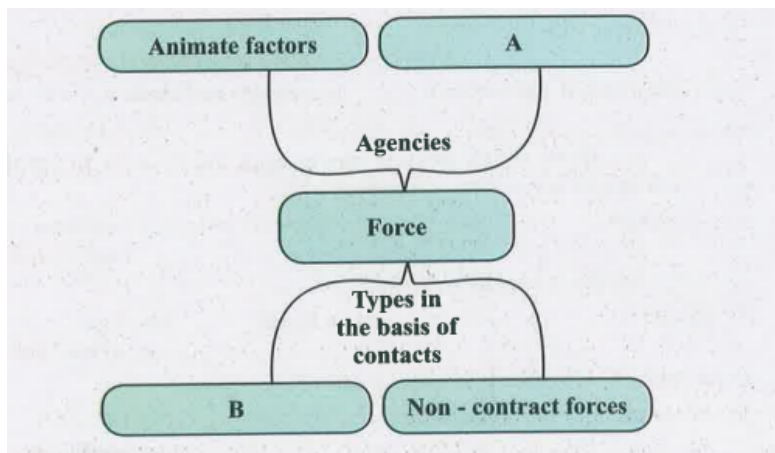 Animate factors
A
Agencies
Force
Types in
the basis of
contacts
B
Non - contract forces